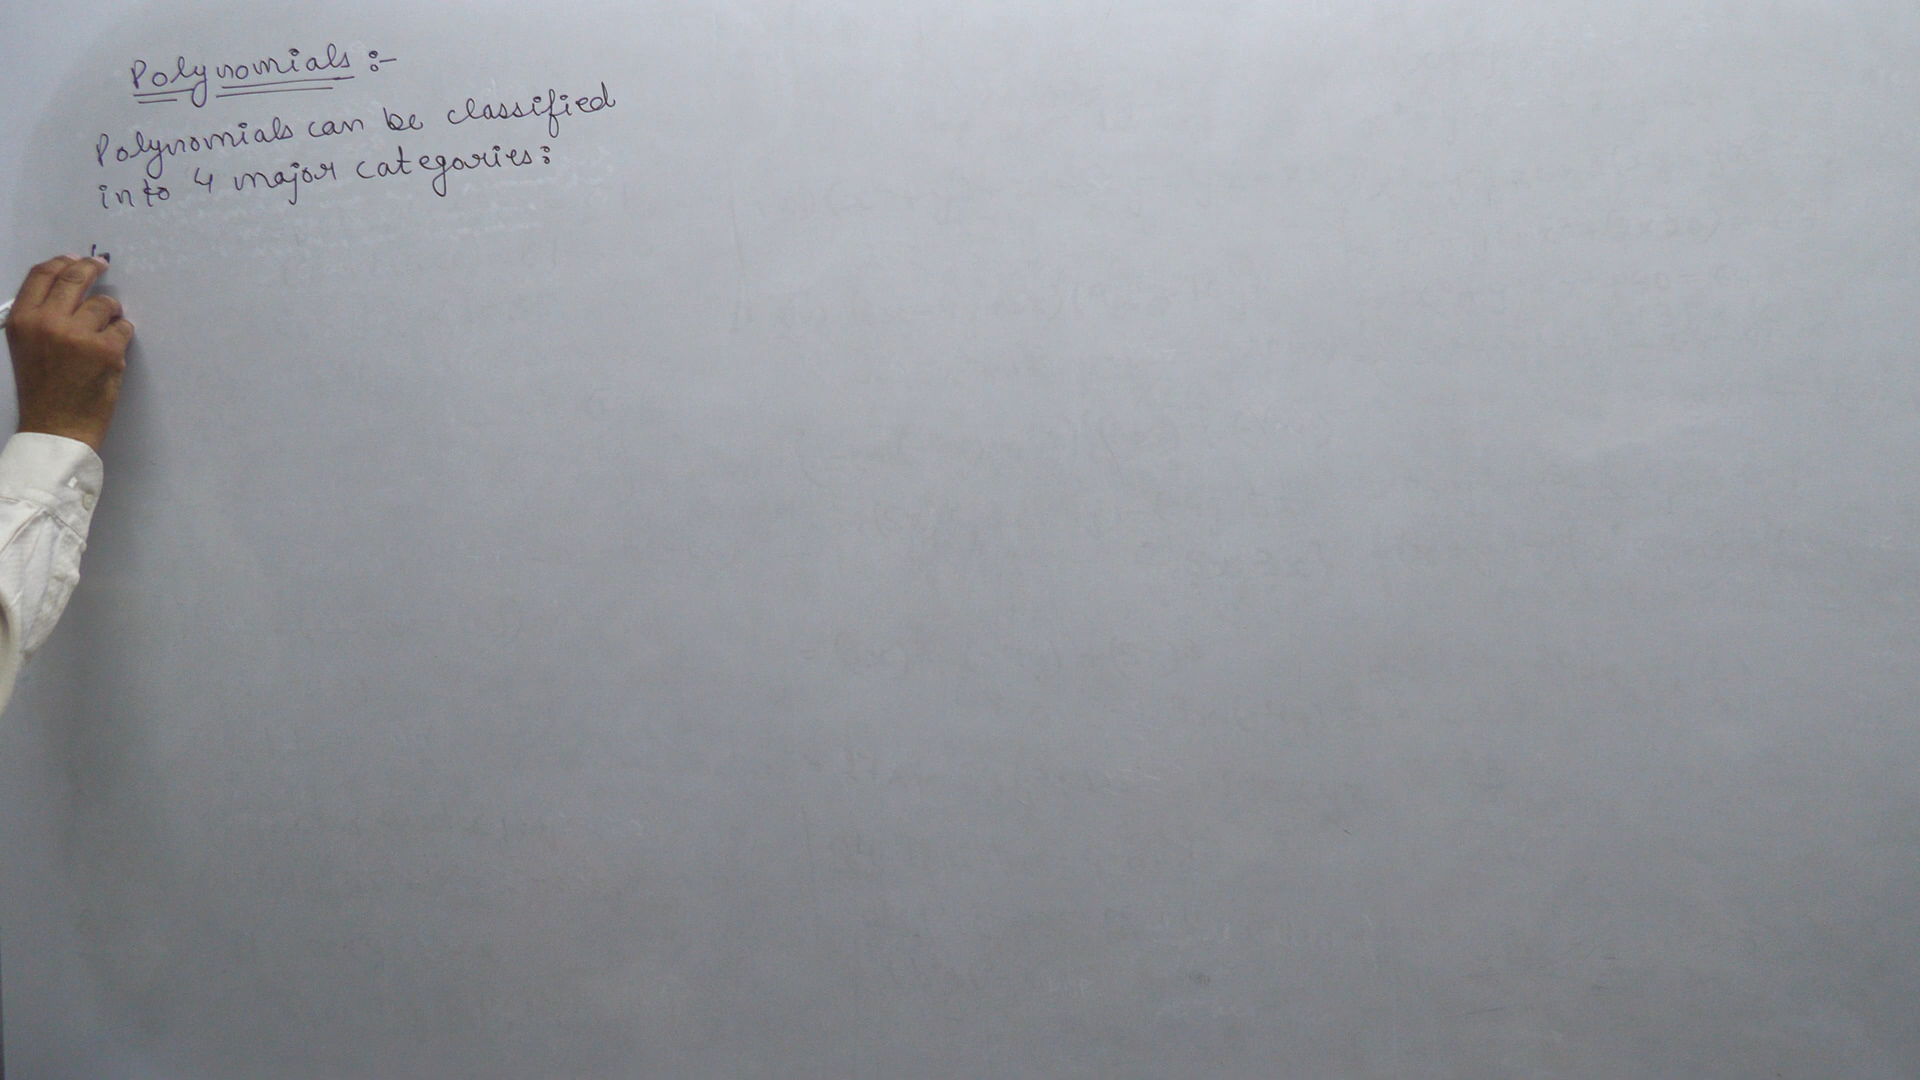 Polynomials :-
Polynomials can be classified
into 4 major categories: